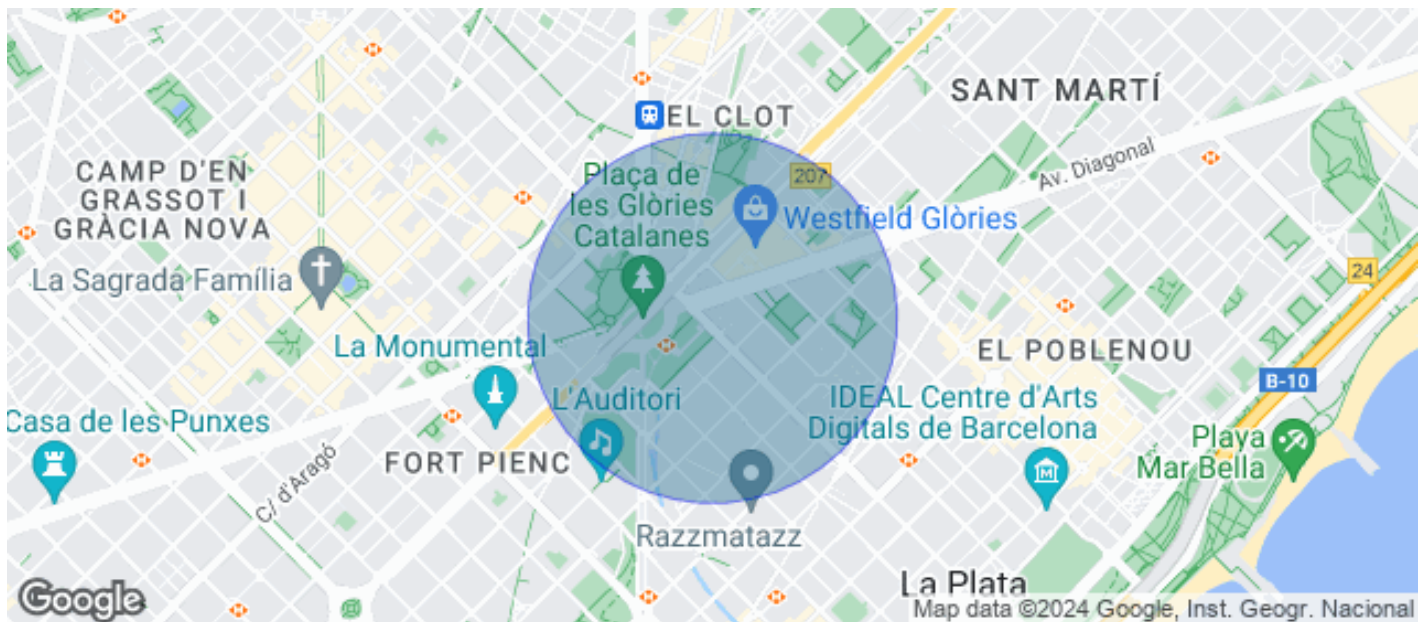 SANT MARTÍ
EL CLOT
CAMP D'EN
GRASSOT I
GRÀCIA NOVA
Plaça de
les Glòries
Catalanes
207
Av. Diagonal
Westfield Glòries
La Sagrada Família
24
La Monumental
EL POBLENOU
B-10
Casa de les Punxes
L'Auditori
IDEAL Centre d'Arts
Digitals de Barcelona
Playa
Mar Bella
C/ d'Aragó
FORT PIENC
M
Razzmatazz
La Plata
Google
Map data ©2024 Google, Inst. Geogr. Nacional